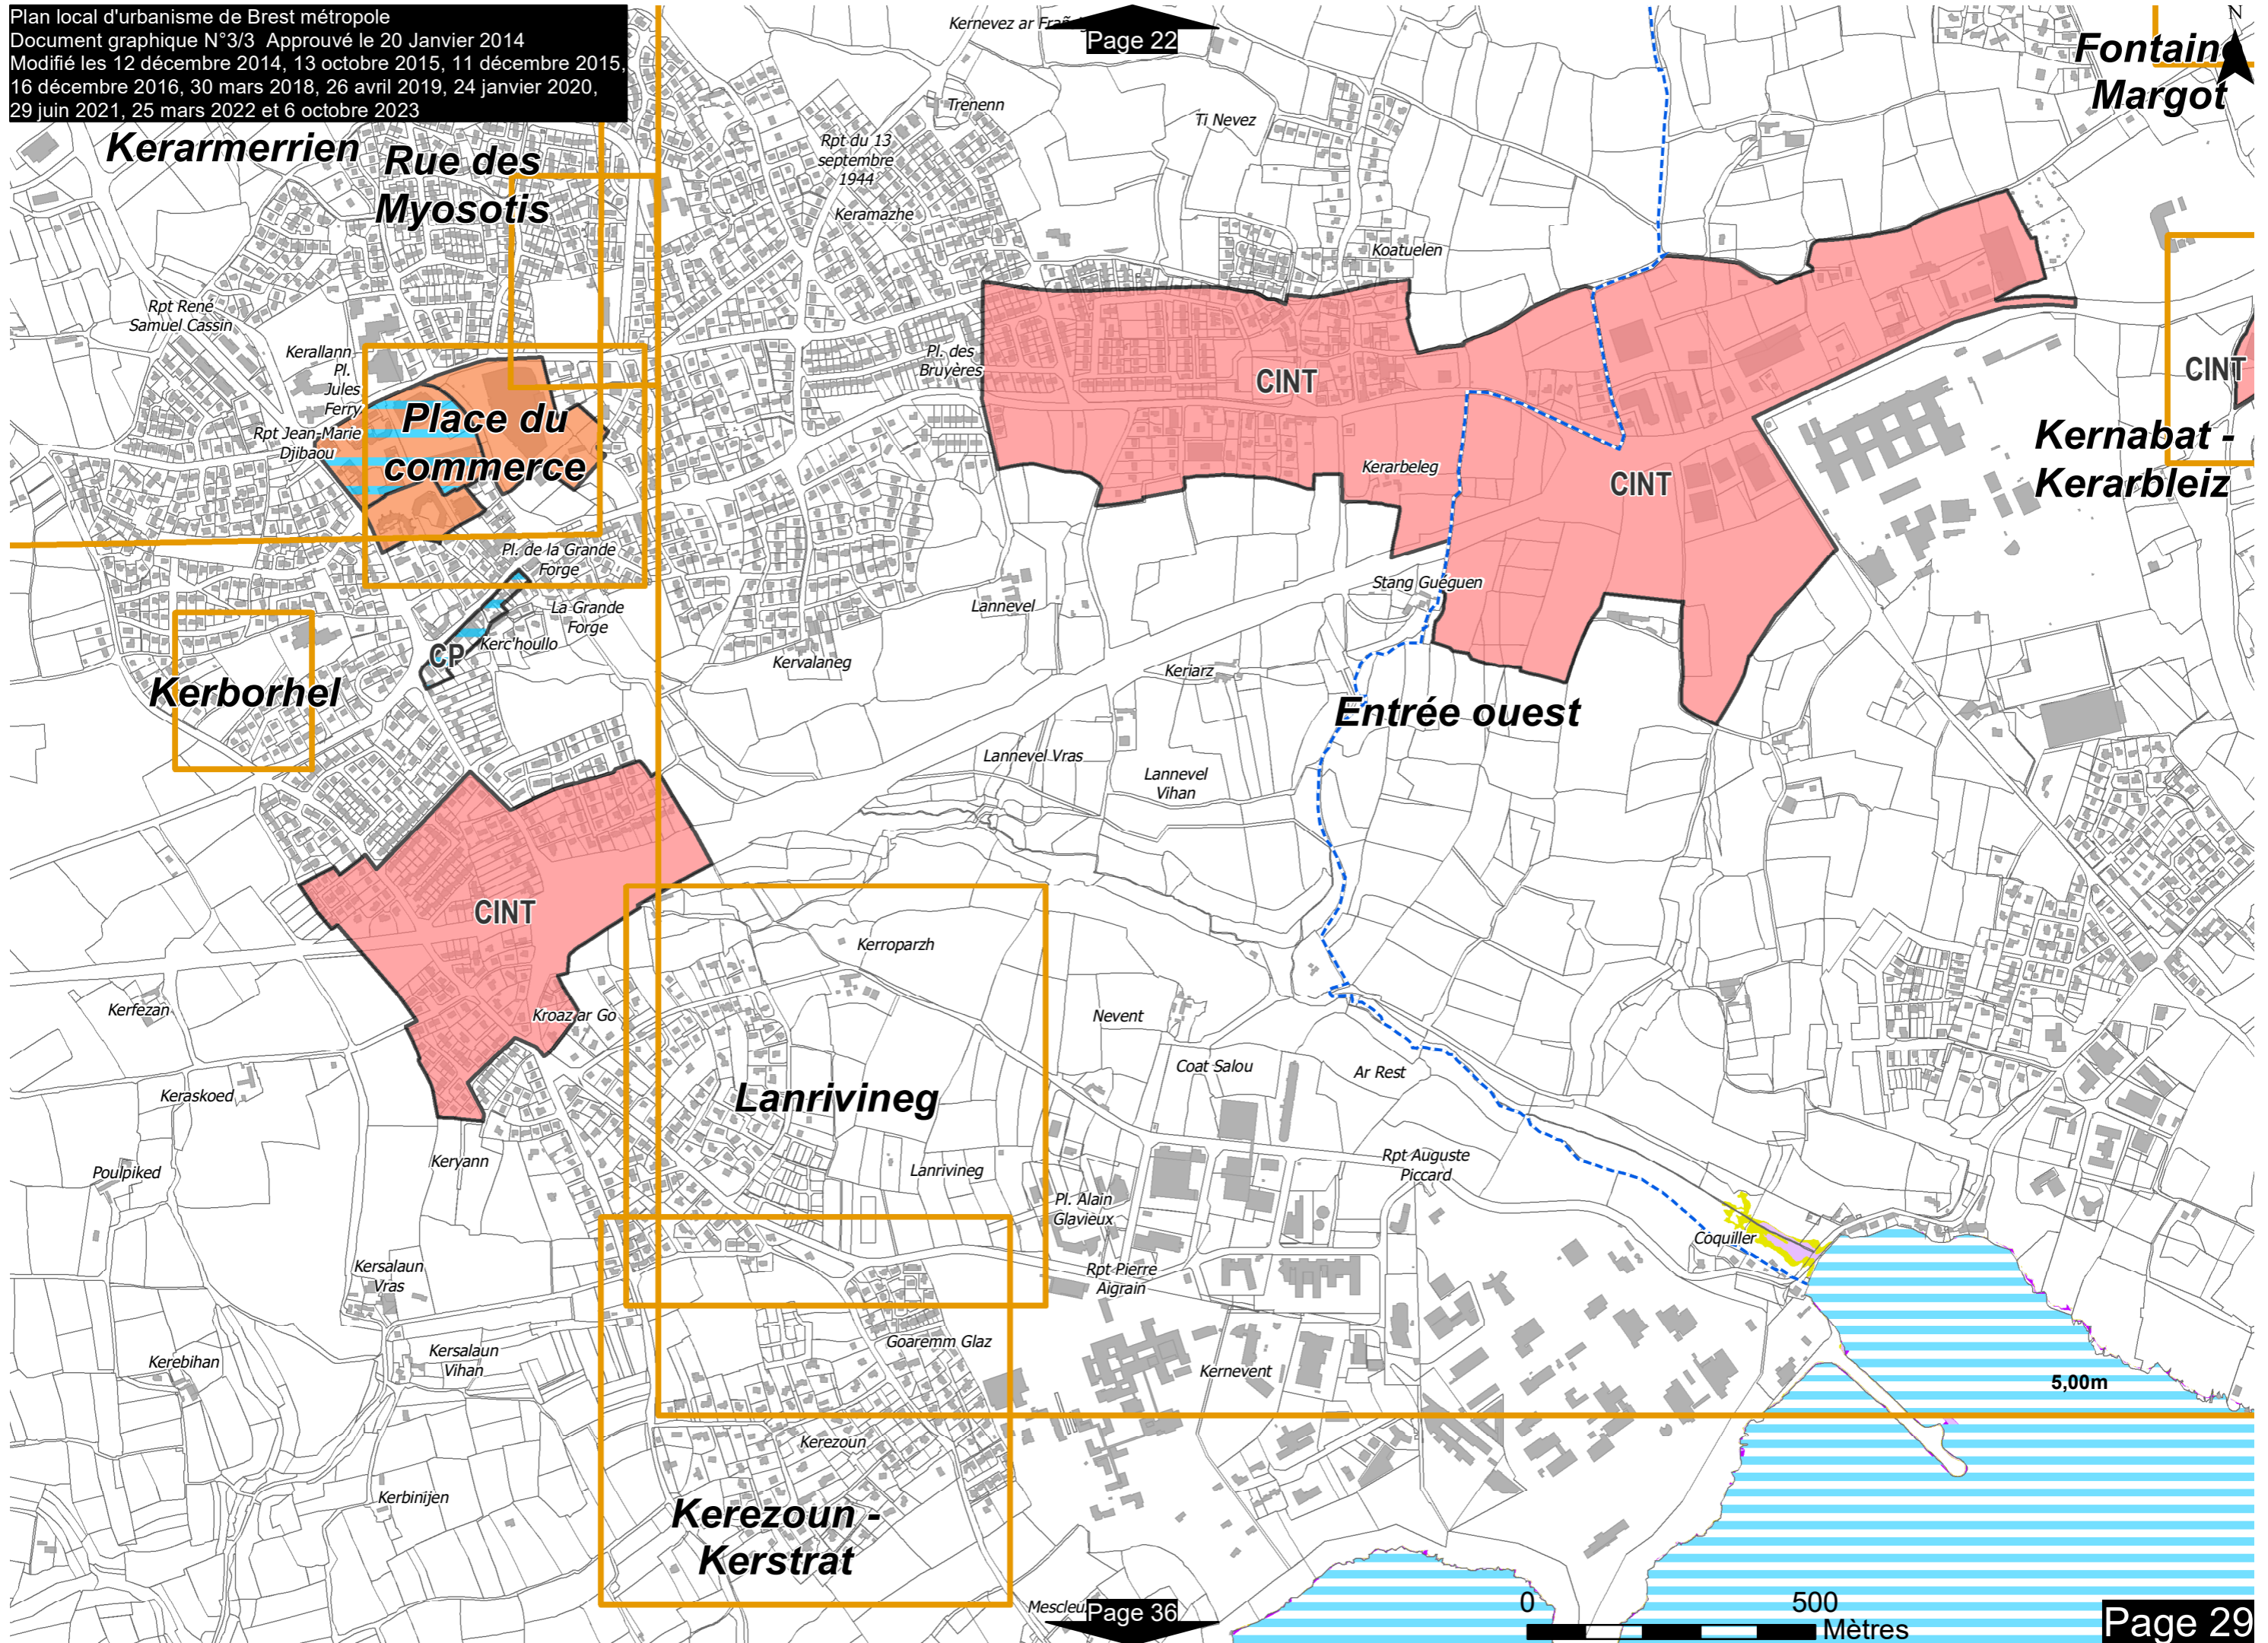 Plan local d'urbanisme de Brest métropole
Document graphique N°3/3 Approuvé le 20 Janvier 2014
Modifié les 12 décembre 2014, 13 octobre 2015, 11 décembre 2015,
16 décembre 2016, 30 mars 2018, 26 avril 2019, 24 janvier 2020,
29 juin 2021, 25 mars 2022 et 6 octobre 2023
Kernevez ar
Page 22
N
Fontain
Margot
Trenenn
Ti Nevez
Rpt du 13
septembre
1944
Keramazhe
Koatuelen
Kerarmerrien
Rue des
Myosotis
Rpt René
Samuel Cassin
Kerallann
Pl.
Jules
Ferry
Pl. des
Bruyères
CINT
CINT
Place du
commerce
Rpt Jean-Marie
Djibaou
Kernabat -
Kerarbleiz
Kerarbeleg
CINT
Pl. de la Grande
Forge
Stang Gueguen
La Grande
Forge
Lannevel
Kerc'houllo
CP
Kervalaneg
Keriarz
Kerborhel
Entrée ouest
Lannevel Vras
Lannevel
Vihan
CINT
Kerroparzh
Kerfezan
Kroaz ar Go
Nevent
Coat Salou
Ar Rest
Keraskoed
Lanrivineg
Keryann
Poulpiked
Lanrivineg
Rpt Auguste
Piccard
Pl. Alain
Glavieux
Coquiller
Kersalaun
Vras
Rpt Pierre
Aigrain
Goaremm Glaz
Kersalaun
Vihan
Kerebihan
Kernevent
5,00m
Kerezoun
Kerbinijen
Kerezoun -
Kerstrat
Page 36
0
500
Mètres
Page 29